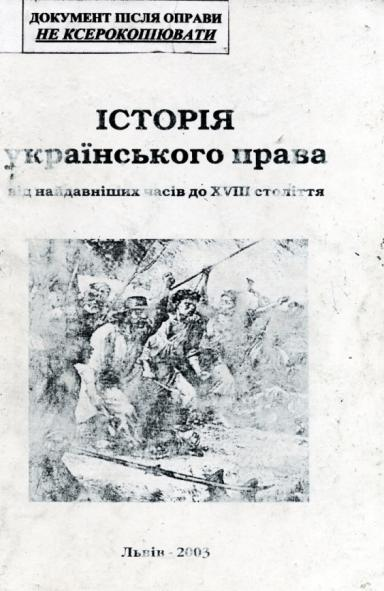 ДОКУМЕНТ ПІСЛЯ ОПРАВИ
НЕ КСЕРОКОПІЮВАТИ
ІСТОРІЯ
українського права
від найдавніших часів до XVIII століття
Львів - 2003